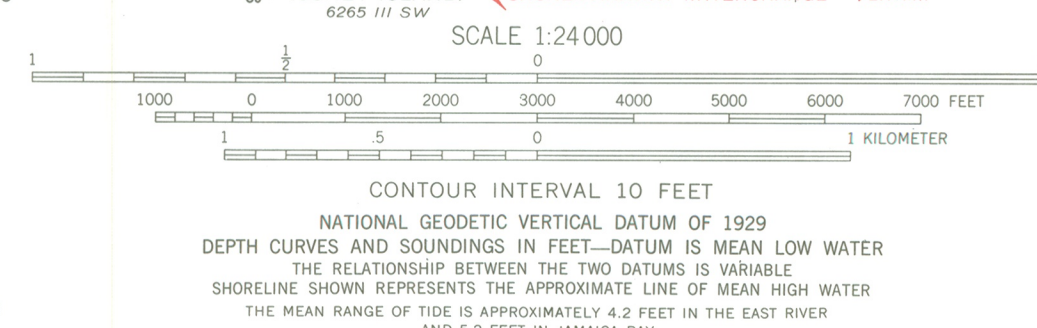 6265 III SW
SCALE 1:24 000
1 1/2 0
1000 0 1000 2000 3000 4000 5000 6000 7000 FEET
1 .5 0 1 KILOMETER
CONTOUR INTERVAL 10 FEET
NATIONAL GEODETIC VERTICAL DATUM OF 1929
DEPTH CURVES AND SOUNDINGS IN FEET—DATUM IS MEAN LOW WATER
THE RELATIONSHIP BETWEEN THE TWO DATUMS IS VARIABLE
SHORELINE SHOWN REPRESENTS THE APPROXIMATE LINE OF MEAN HIGH WATER
THE MEAN RANGE OF TIDE IS APPROXIMATELY 4.2 FEET IN THE EAST RIVER